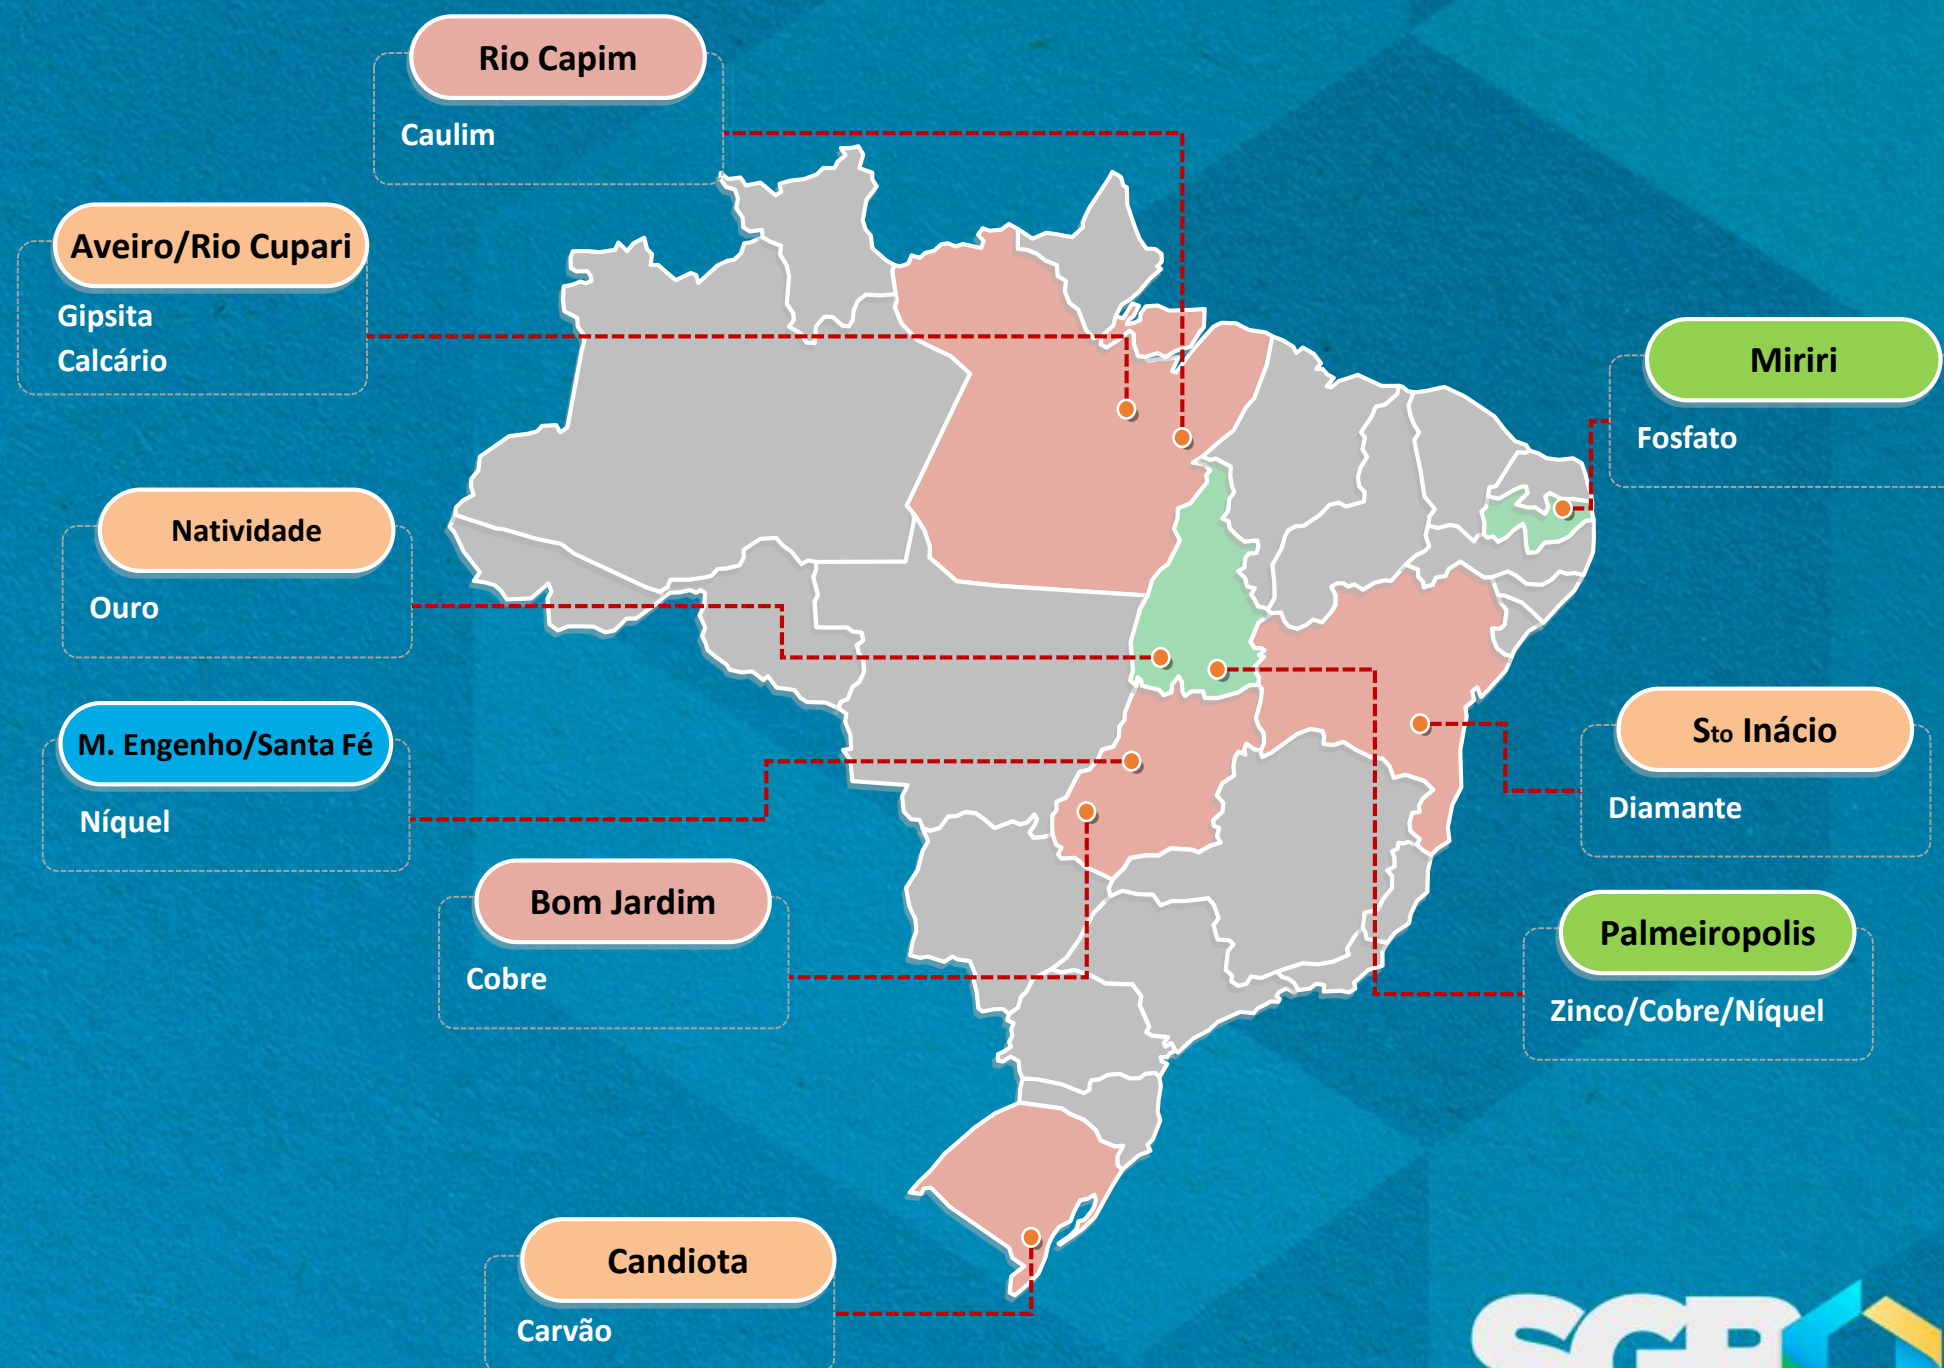 Rio Capim
Caulim
Aveiro/Rio Cupari
Gipsita
Calcário
Miriri
Fosfato
Natividade
Ouro
M. Engenho/Santa Fé
Níquel
Sto Inácio
Diamante
Bom Jardim
Cobre
Palmeiropolis
Zinco/Cobre/Níquel
Candiota
Carvão
SGB